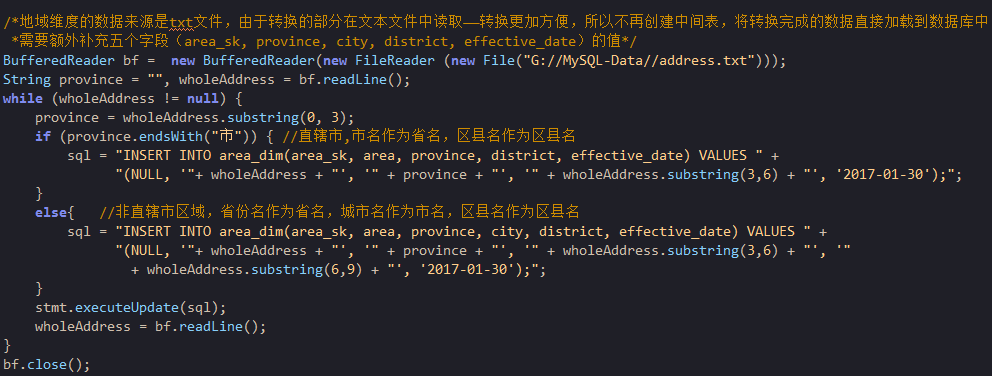 /*地域维度的数据来源是txt文件，由于转换的部分在文本文件中读取—转换更加方便，所以不再创建中间表，将转换完成的数据直接加载到数据库中
 *需要额外补充五个字段（area_sk, province, city, district, effective_date）的值*/
BufferedReader bf =  new BufferedReader(new FileReader (new File("G://MySQL-Data//address.txt")));
String province = "", wholeAddress = bf.readLine();
while (wholeAddress != null) {
    province = wholeAddress.substring(0, 3);
    if (province.endsWith("市")) { //直辖市,市名作为省名，区县名作为区县名
        sql = "INSERT INTO area_dim(area_sk, area, province, district, effective_date) VALUES " +
              "(NULL, '"+ wholeAddress + "', '" + province + "', '" + wholeAddress.substring(3,6) + "', '2017-01-30');";
    }
    else{   //非直辖市区域，省份名作为省名，城市名作为市名，区县名作为区县名
        sql = "INSERT INTO area_dim(area_sk, area, province, city, district, effective_date) VALUES " +
              "(NULL, '"+ wholeAddress + "', '" + province + "', '" + wholeAddress.substring(3,6) + "', '"
                + wholeAddress.substring(6,9) + "', '2017-01-30');";
    }
    stmt.executeUpdate(sql);
    wholeAddress = bf.readLine();
}
bf.close();